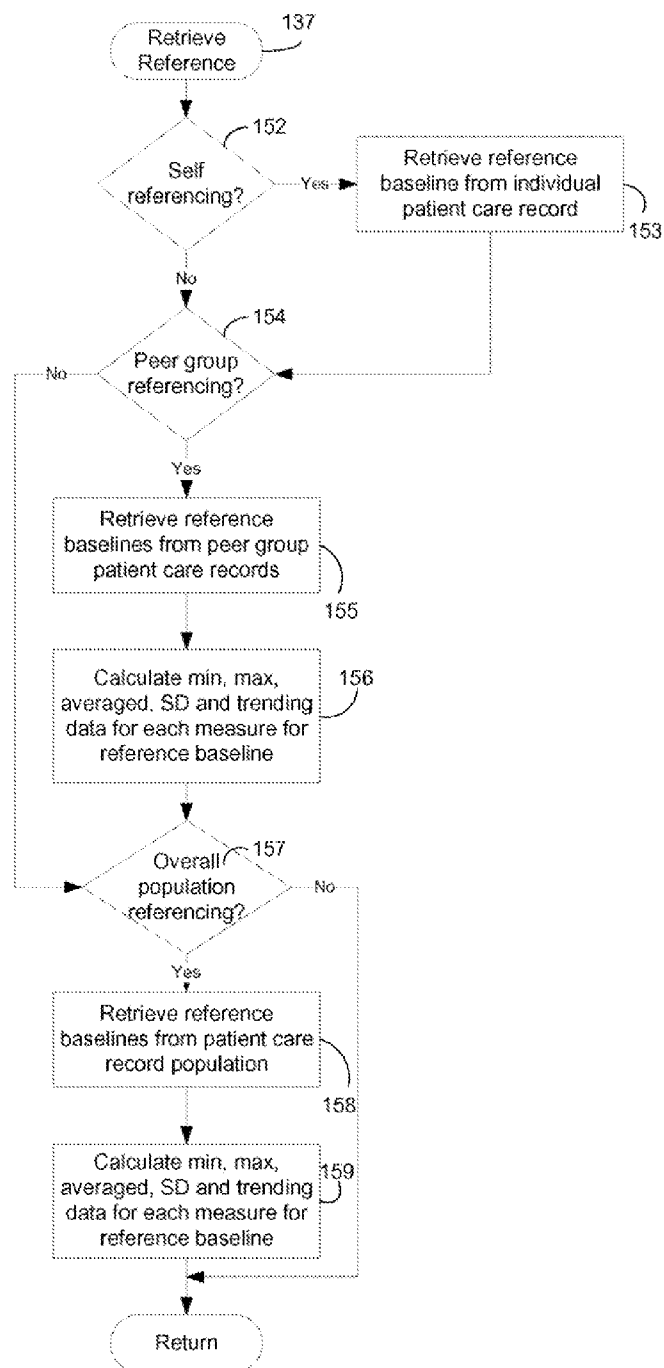 Retrieve
Reference
137
152
Self
referencing?
Yes
Retrieve reference
baseline from individual
patient care record
153
No
154
Peer group
referencing?
No
Yes
Retrieve reference
baselines from peer group
patient care records
155
Calculate min, max,
averaged, SD and trending
data for each measure for
reference baseline
156
Overall
population
referencing?
157
No
Yes
Retrieve reference
baselines from patient care
record population
158
Calculate min, max,
averaged, SD and trending
data for each measure for
reference baseline
159
Return